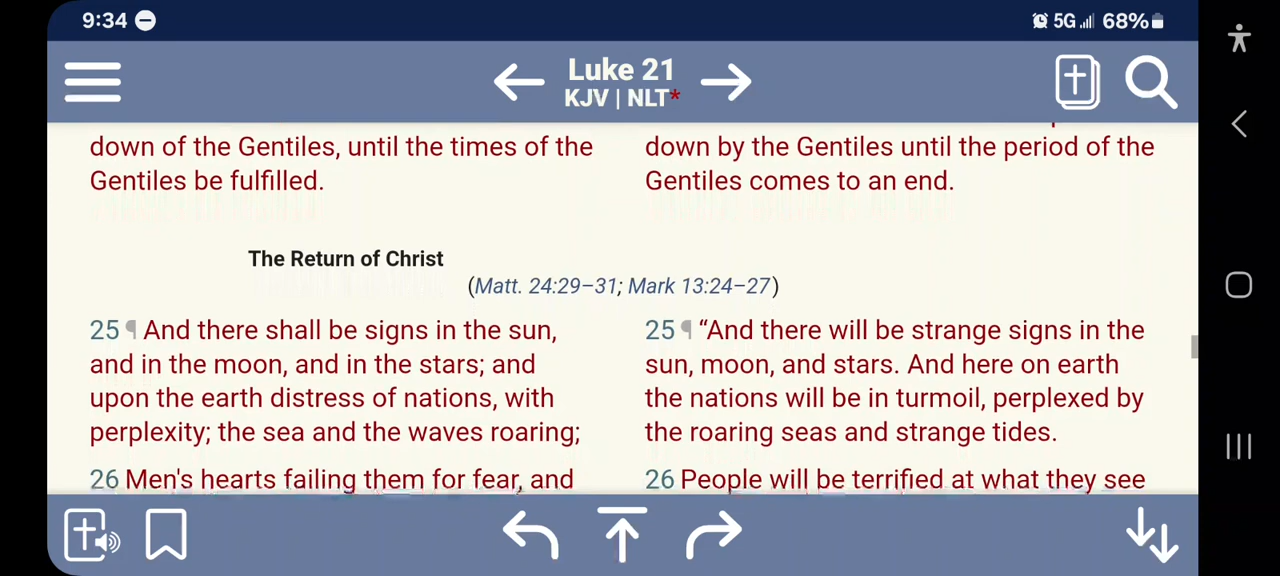 9:34
5G 68%
Luke 21
KJV | NLT*
down of the Gentiles, until the times of the
Gentiles be fulfilled.
down by the Gentiles until the period of the
Gentiles comes to an end.
The Return of Christ
(Matt. 24:29–31; Mark 13:24–27)
25 ¶ And there shall be signs in the sun,
and in the moon, and in the stars; and
upon the earth distress of nations, with
perplexity; the sea and the waves roaring;
26 Men's hearts failing them for fear, and
25 ¶ “And there will be strange signs in the
sun, moon, and stars. And here on earth
the nations will be in turmoil, perplexed by
the roaring seas and strange tides.
26 People will be terrified at what they see